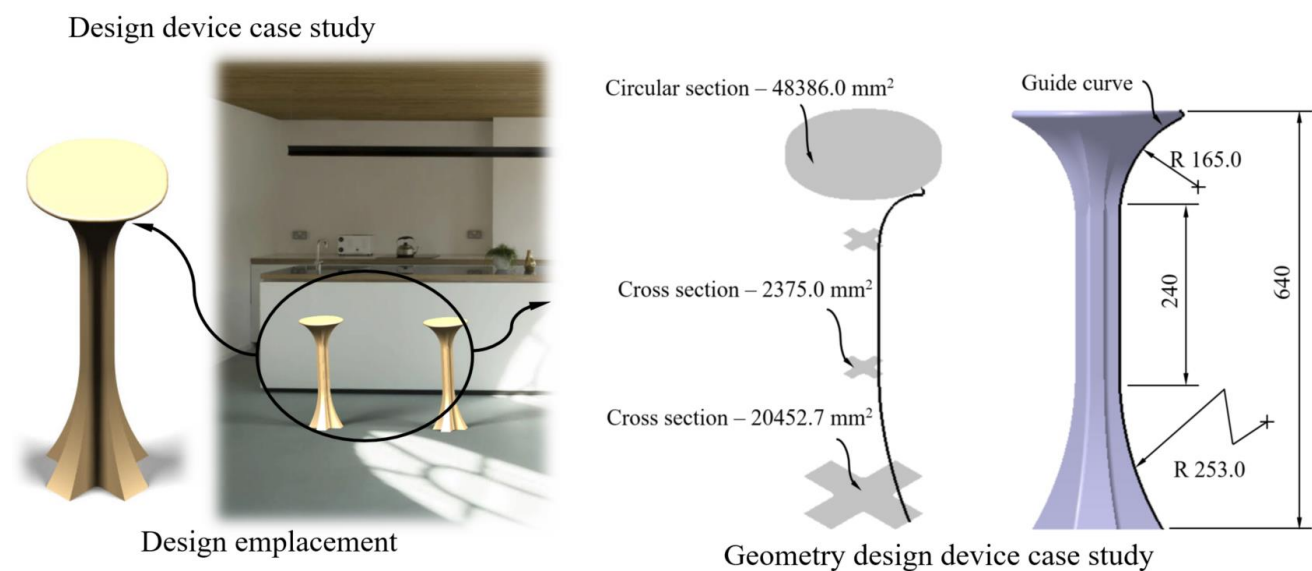 Design device case study
Design emplacement
Circular section – 48386.0 mm²
Cross section – 2375.0 mm²
Cross section – 20452.7 mm²
Guide curve
R 165.0
240
640
R 253.0
Geometry design device case study